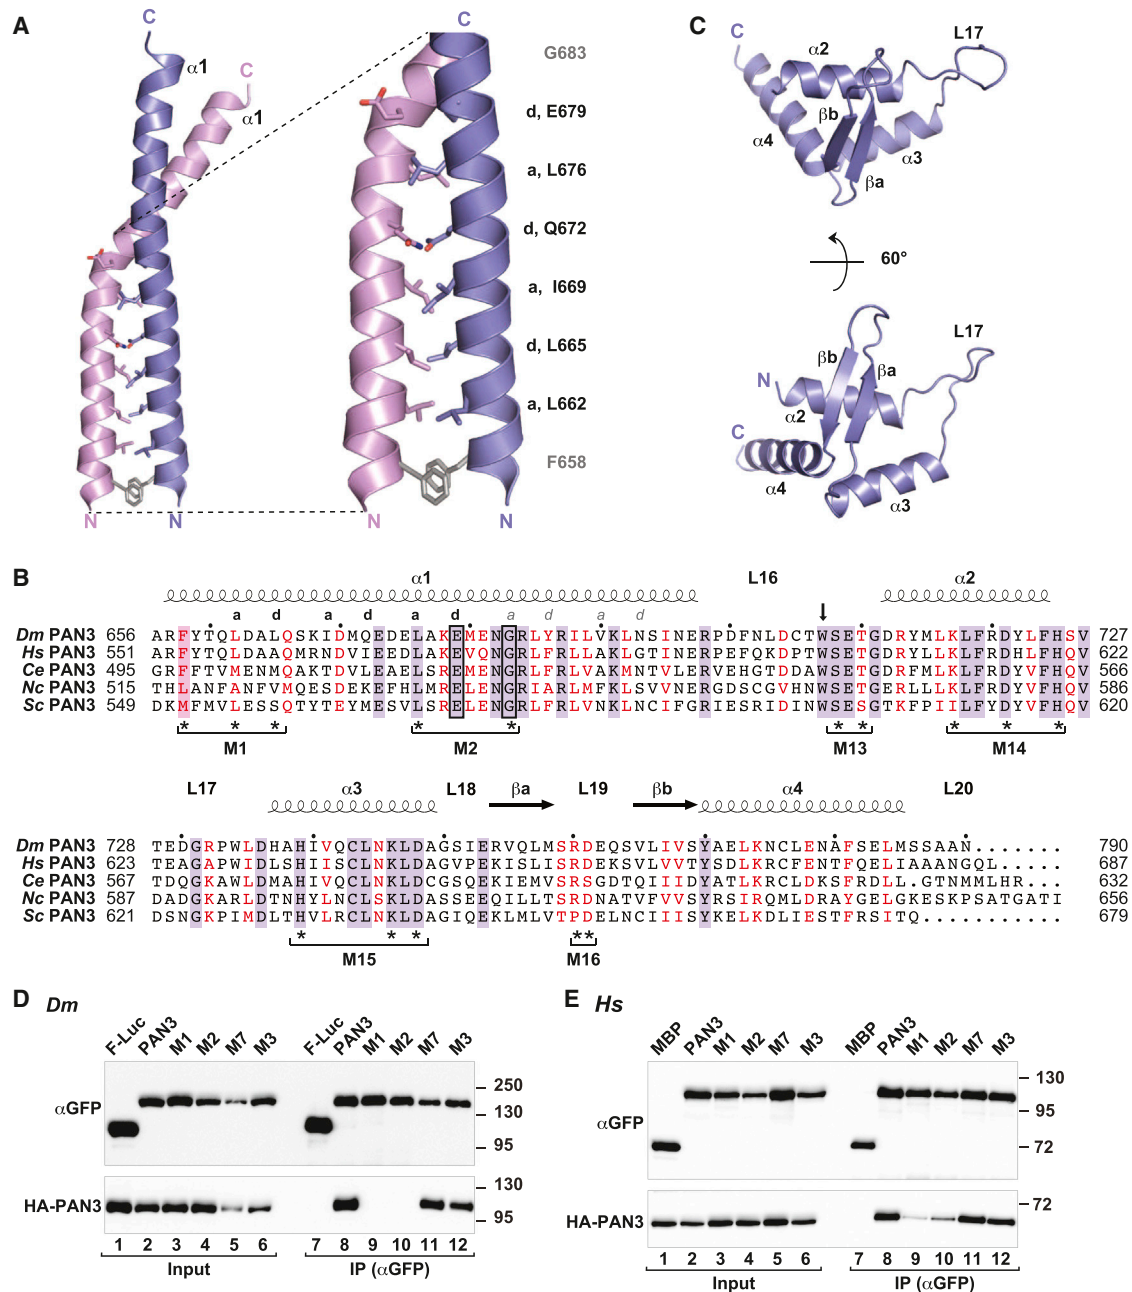 A
C
α1
C
α1
N
N
C
G683
d, E679
a, L676
d, Q672
a, I669
d, L665
a, L662
F658
N
N
C
C
α2
L17
βb
α4
α3
βa
60°
βb
L17
βa
N
α2
C
α4
α3
B
α1
L16
α2
a d a d a d a d a d
Dm PAN3 656 ARFYTQLDALQSKIDMQEDELAKEMENGRLYRILVKLNSINERPDFNLDCTWSETGDRYMLKLFRDYLFHSV 727
Hs PAN3 551 ARFYTQLDAQMRNDVIEEDLAKEVQNGRLFRLLAKLGTINERPEFQKDPTWSETGDRYLLKLFRDHLFHQV 622
Ce PAN3 495 GRFFTVMENMQADTDKLEAELSREMENGRLFRLVAKMNTVLERVEHGTDDAWSETGDRFLLKLFRDYVFHQM 566
Nc PAN3 515 THLANFANFVMQESDEKEFHLMRELENGRIARLMFKLSVVNERGDSCGVHNWSETGERLLLKLFRDYVFHQV 586
Sc PAN3 549 DKMFMVLESSQTYTEYMESVLSRELENGRLFRLVNKLNCIFGRIESRIDINWSESGTKFPIILFYDYVFHQV 620
* * * * * * * * * *
M1 M2 M13 M14
L17 α3 L18 βa L19 βb α4 L20
Dm PAN3 728 TEDGRPWLDHAHIVQCLNKLDAGSIERVQLMSRDEQSVLIVSYAELKRCLENAFSELMSSAAN....... 790
Hs PAN3 623 TEAGAPWIDLSHIISCLNKLDAGVPEKISLISRDEKSVLVVTYSDLKRCFENTFQELIAAANGQL..... 687
Ce PAN3 567 TDQGKAWLDMAHIVQCLNKLDCGSQEKIEMVSRSGDTQIIIDYATLKRCLDKSFRDLL.GTNMMLHR... 632
Nc PAN3 587 DADGKARLDTNHYLTCLSKLDASSEEQILLTSRDNATVFVVSYRSIRQMLDRAYGELGKESKPSATGATI 656
Sc PAN3 621 DSNGKPIMDLTHVLRCLNKLDAGIQEKLMLVTPDELNCIIISYKELKDLIESTFRSITQ........... 679
* * * **
M15 M16
D Dm
F-Luc PAN3 M1 M2 M7 M3 F-Luc PAN3 M1 M2 M7 M3
αGFP
250
130
95
HA-PAN3
130
95
1 2 3 4 5 6 7 8 9 10 11 12
Input IP (αGFP)
E Hs
MBP PAN3 M1 M2 M7 M3 MBP PAN3 M1 M2 M7 M3
αGFP
130
95
72
HA-PAN3
72
1 2 3 4 5 6 7 8 9 10 11 12
Input IP (αGFP)